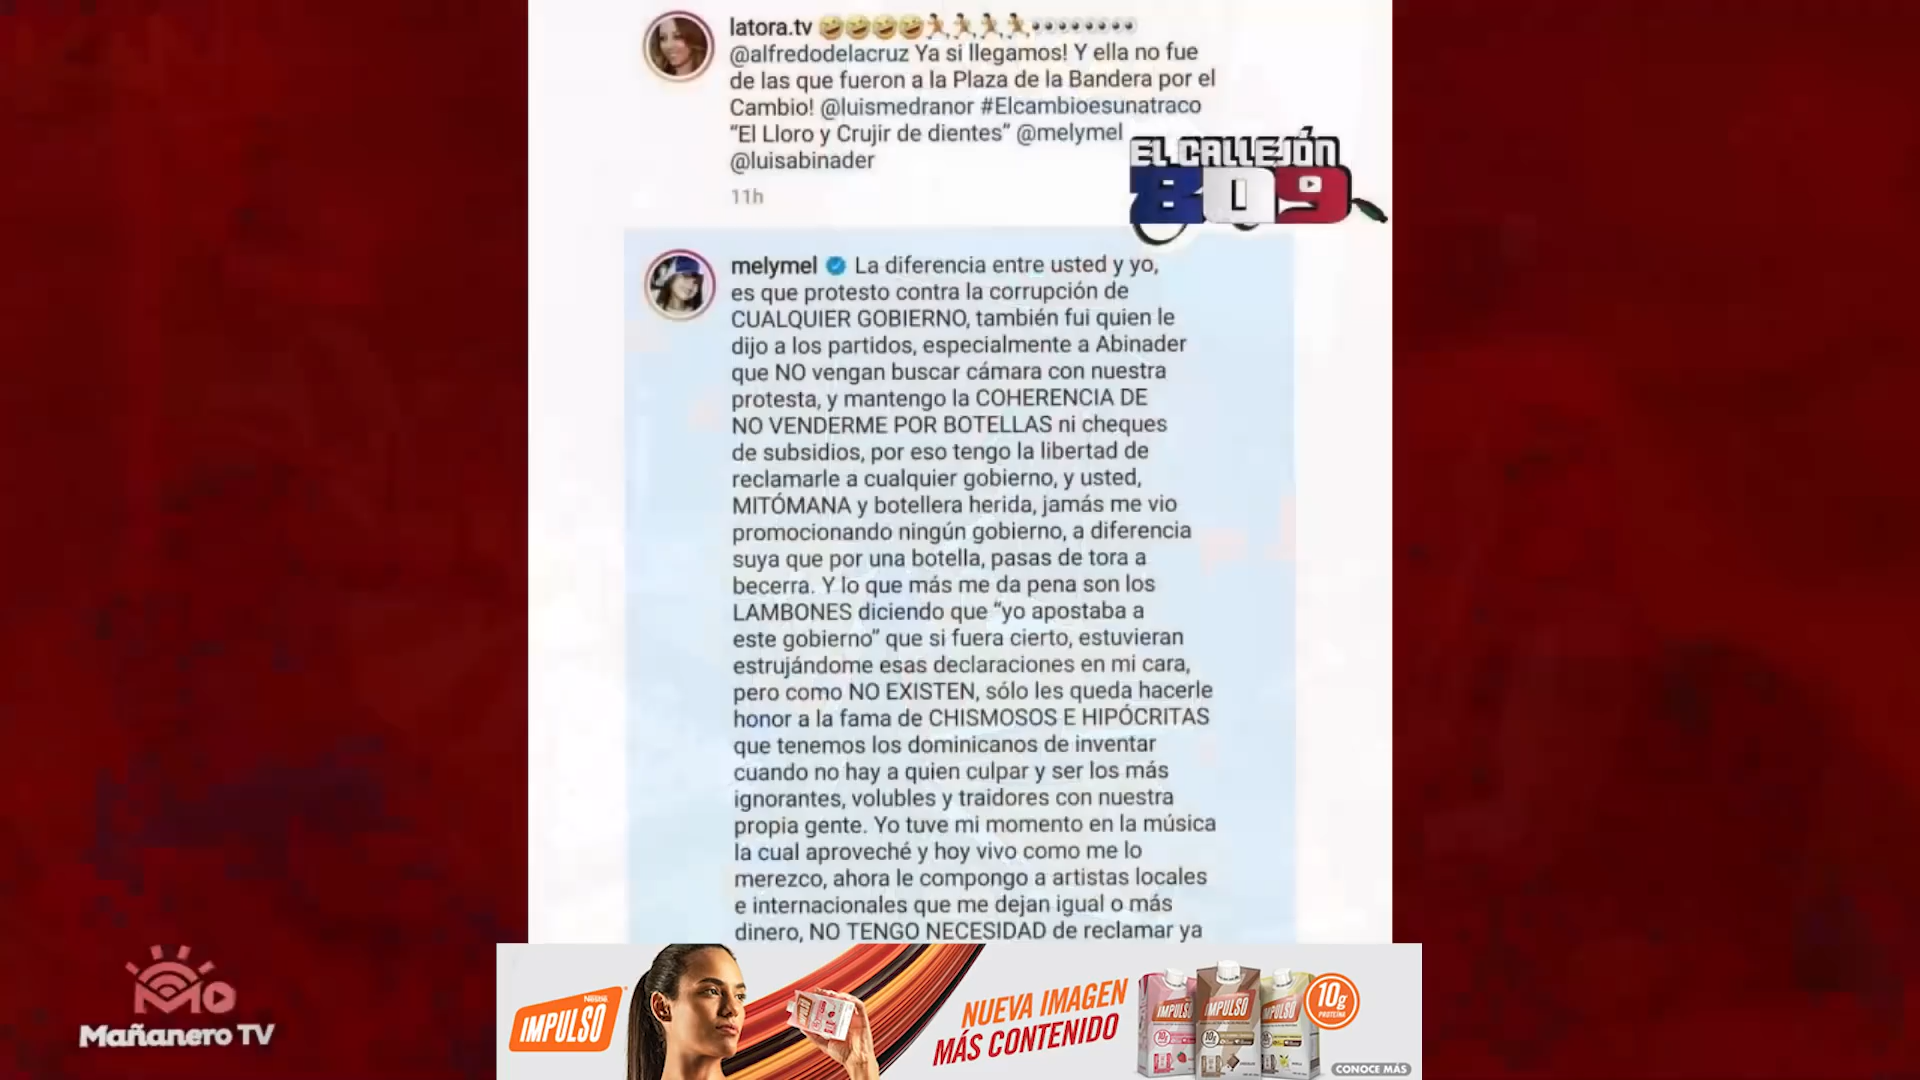 latora.tv 🤣🤣🤣🤣🏃🏃🏃🏃👀👀👀👀
@alfredodelacruz Ya si llegamos! Y ella no fue
de las que fueron a la Plaza de la Bandera por el
Cambio! @luismedranor #Elcambioesunatraco
“El Lloro y Crujir de dientes” @melymel
@luisabinader
11h
EL CALLEJÓN
809
melymel La diferencia entre usted y yo,
es que protesto contra la corrupción de
CUALQUIER GOBIERNO, también fui quien le
dijo a los partidos, especialmente a Abinader
que NO vengan buscar cámara con nuestra
protesta, y mantengo la COHERENCIA DE
NO VENDERME POR BOTELLAS ni cheques
de subsidios, por eso tengo la libertad de
reclamarle a cualquier gobierno, y usted,
MITÓMANA y botellera herida, jamás me vio
promocionando ningún gobierno, a diferencia
suya que por una botella, pasas de tora a
becerra. Y lo que más me da pena son los
LAMBONES diciendo que “yo apostaba a
este gobierno” que si fuera cierto, estuvieran
estrujándome esas declaraciones en mi cara,
pero como NO EXISTEN, sólo les queda hacerle
honor a la fama de CHISMOSOS E HIPÓCRITAS
que tenemos los dominicanos de inventar
cuando no hay a quien culpar y ser los más
ignorantes, volubles y traidores con nuestra
propia gente. Yo tuve mi momento en la música
la cual aproveché y hoy vivo como me lo
merezco, ahora le compongo a artistas locales
e internacionales que me dejan igual o más
dinero, NO TENGO NECESIDAD de reclamar ya
Mañanero TV
Nestlé
IMPULSO
NUEVA IMAGEN
MÁS CONTENIDO
IMPULSO
IMPULSO
IMPULSO
10g
PROTEÍNA
CONOCE MÁS